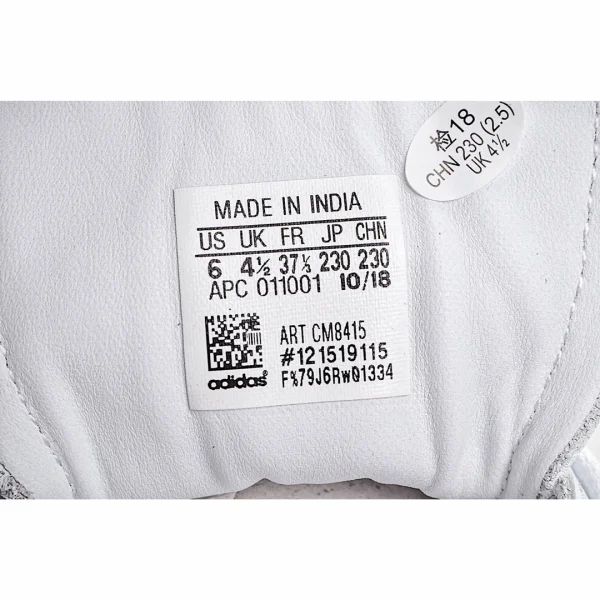 检18
CHN 230 (2.5)
UK 4½
MADE IN INDIA
US UK FR JP CHN
6 4½ 37⅓ 230 230
APC 011001 10/18
ART CM8415
#121519115
adidas® F%79J6RW01334